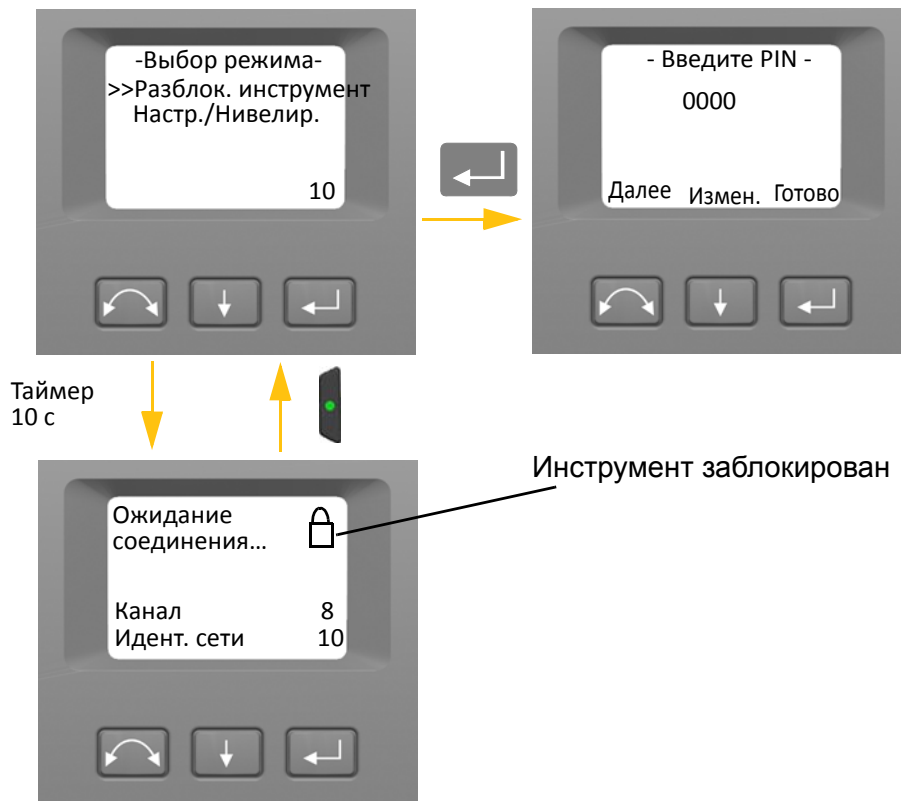 -Выбор режима-
>>Разблок. инструмент
Настр./Нивелир.
10
- Введите PIN -
0000
Далее Измен. Готово
Таймер
10 с
Инструмент заблокирован
Ожидание
соединения...
Канал 8
Идент. сети 10